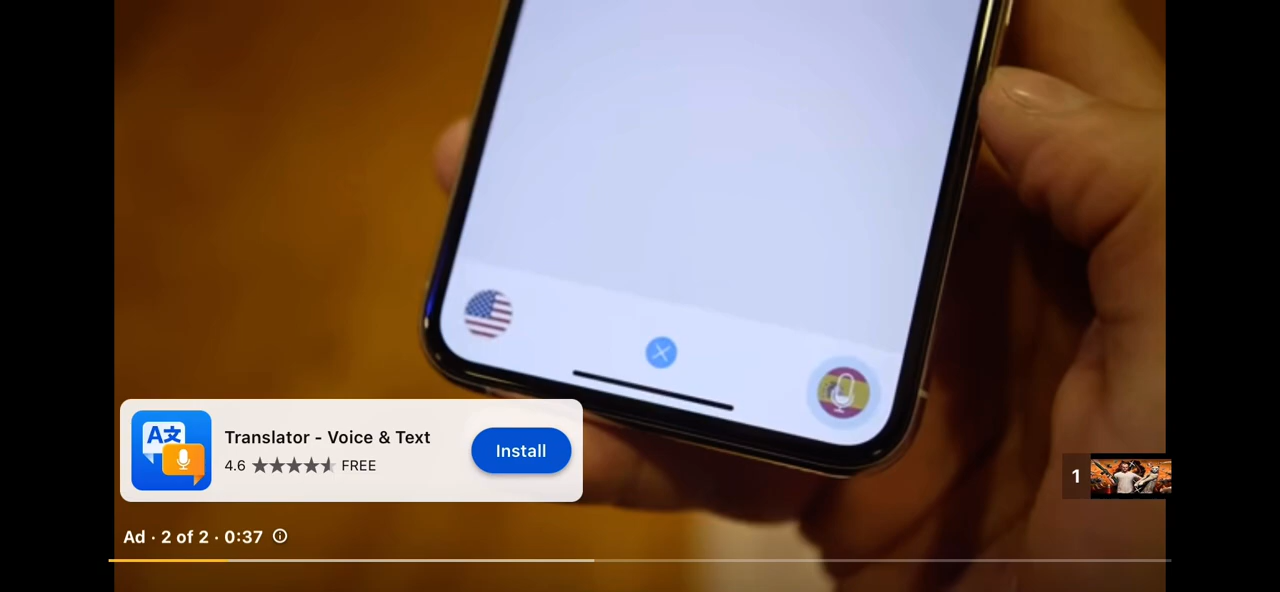 A文
Translator - Voice & Text
Install
4.6 FREE
1
Ad · 2 of 2 · 0:37